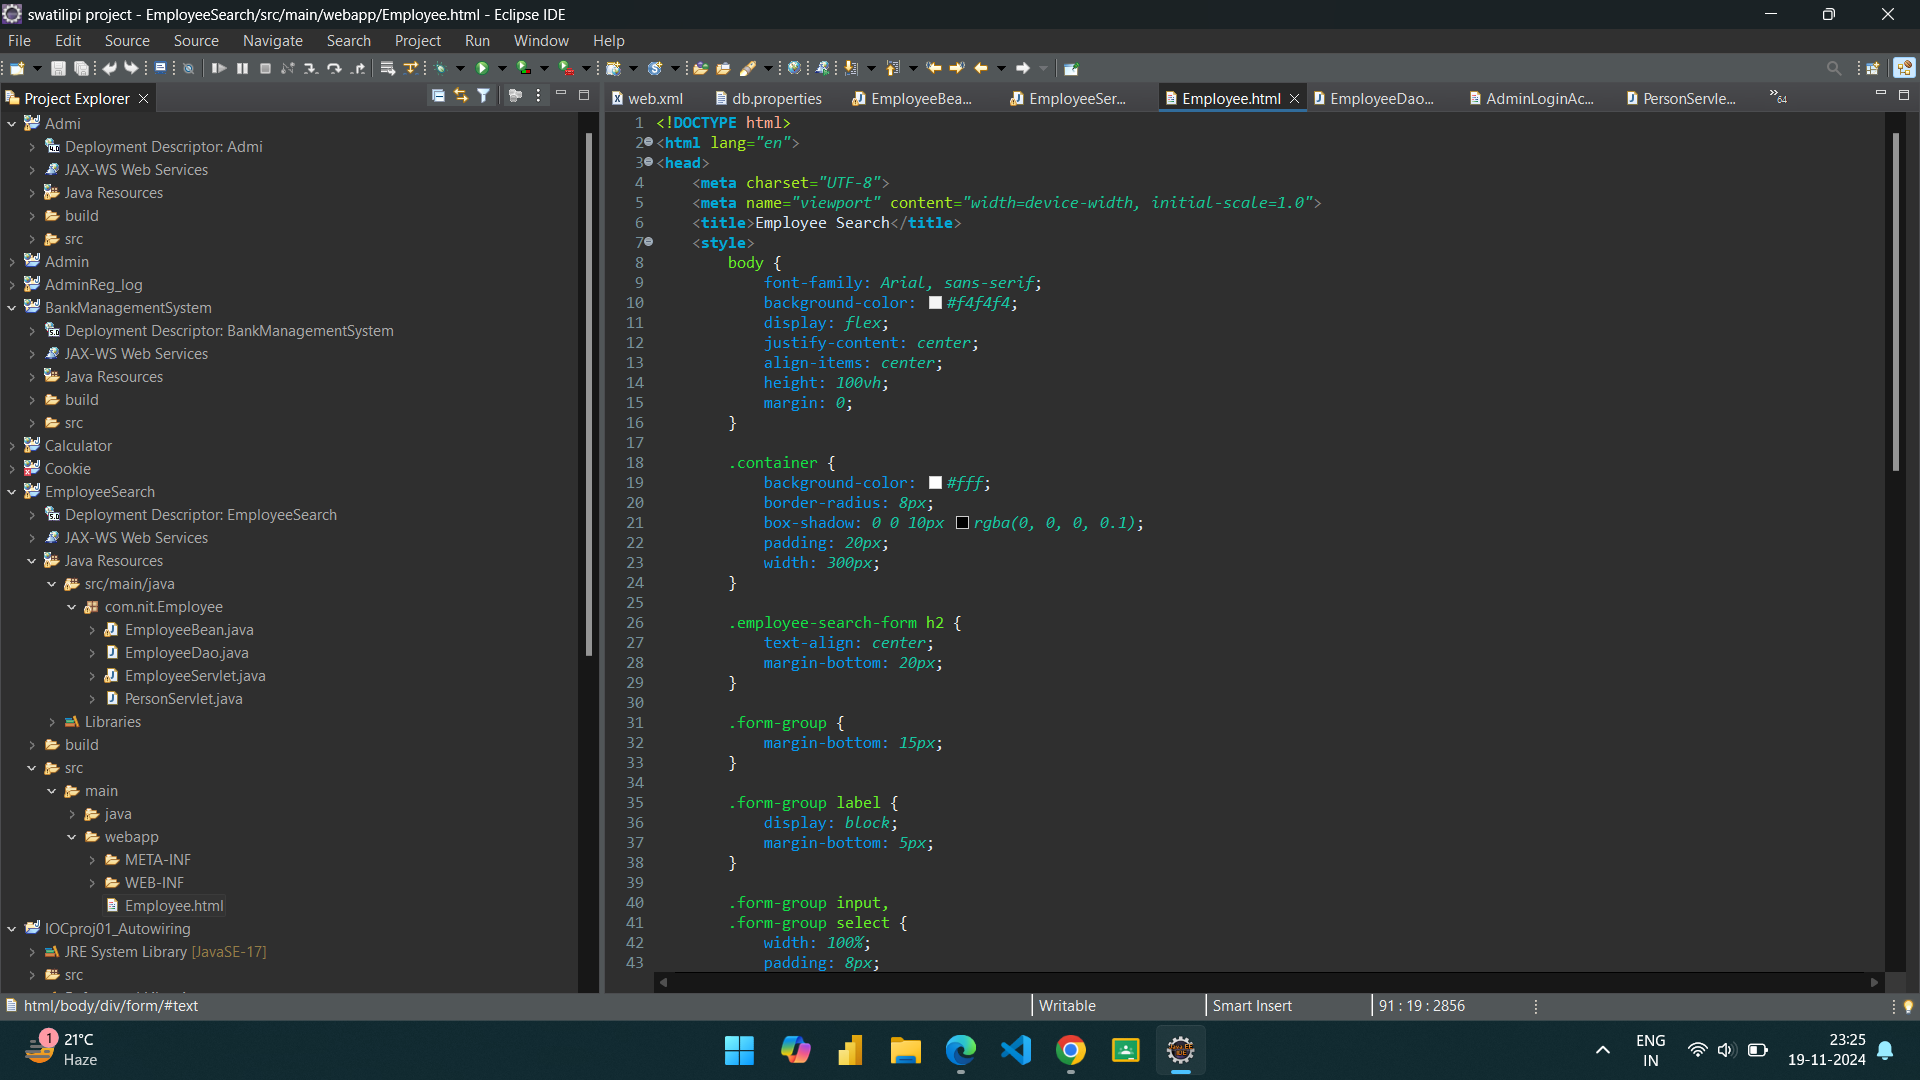 swatilipi project - EmployeeSearch/src/main/webapp/Employee.html - Eclipse IDE
File Edit Source Source Navigate Search Project Run Window Help
Project Explorer
web.xml db.properties EmployeeBea... EmployeeSer... Employee.html EmployeeDao... AdminLoginAc... PersonServle... »64
Admi
Deployment Descriptor: Admi
JAX-WS Web Services
Java Resources
build
src
Admin
AdminReg_log
BankManagementSystem
Deployment Descriptor: BankManagementSystem
JAX-WS Web Services
Java Resources
build
src
Calculator
Cookie
EmployeeSearch
Deployment Descriptor: EmployeeSearch
JAX-WS Web Services
Java Resources
src/main/java
com.nit.Employee
EmployeeBean.java
EmployeeDao.java
EmployeeServlet.java
PersonServlet.java
Libraries
build
src
main
java
webapp
META-INF
WEB-INF
Employee.html
IOCproj01_Autowiring
JRE System Library [JavaSE-17]
src
1 <!DOCTYPE html>
2 <html lang="en">
3 <head>
4 <meta charset="UTF-8">
5 <meta name="viewport" content="width=device-width, initial-scale=1.0">
6 <title>Employee Search</title>
7 <style>
8 body {
9 font-family: Arial, sans-serif;
10 background-color: #f4f4f4;
11 display: flex;
12 justify-content: center;
13 align-items: center;
14 height: 100vh;
15 margin: 0;
16 }
17
18 .container {
19 background-color: #fff;
20 border-radius: 8px;
21 box-shadow: 0 0 10px rgba(0, 0, 0, 0.1);
22 padding: 20px;
23 width: 300px;
24 }
25
26 .employee-search-form h2 {
27 text-align: center;
28 margin-bottom: 20px;
29 }
30
31 .form-group {
32 margin-bottom: 15px;
33 }
34
35 .form-group label {
36 display: block;
37 margin-bottom: 5px;
38 }
39
40 .form-group input,
41 .form-group select {
42 width: 100%;
43 padding: 8px;
html/body/div/form/#text Writable Smart Insert 91 : 19 : 2856
1 21°C
Haze
ENG
IN
23:25
19-11-2024